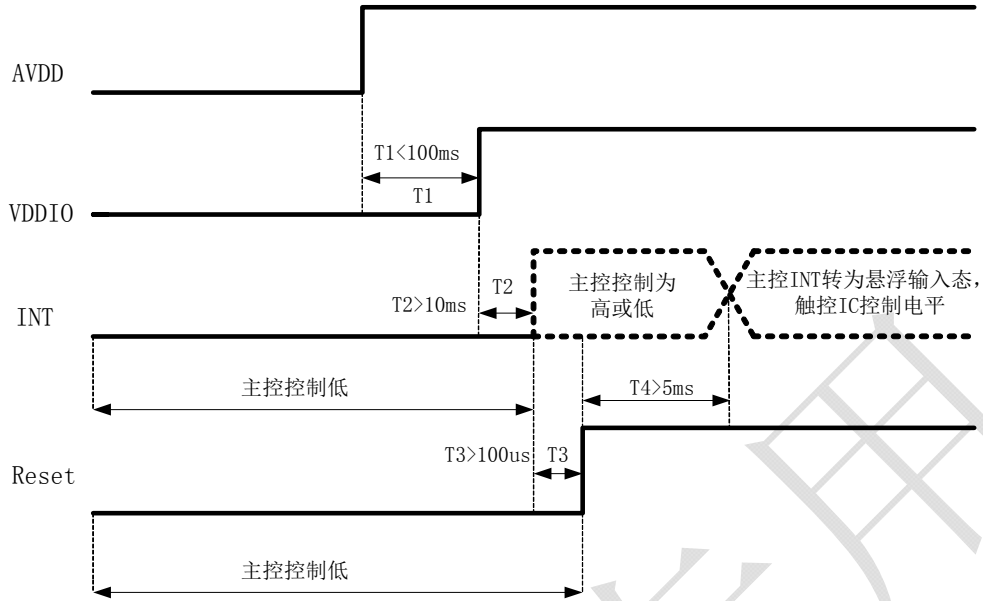 AVDD
T1<100ms
T1
VDDIO
T2
T2>10ms
主控控制为
高或低
主控INT转为悬浮输入态，
触控IC控制电平
INT
主控控制低
T4>5ms
T3>100us
T3
Reset
主控控制低
用